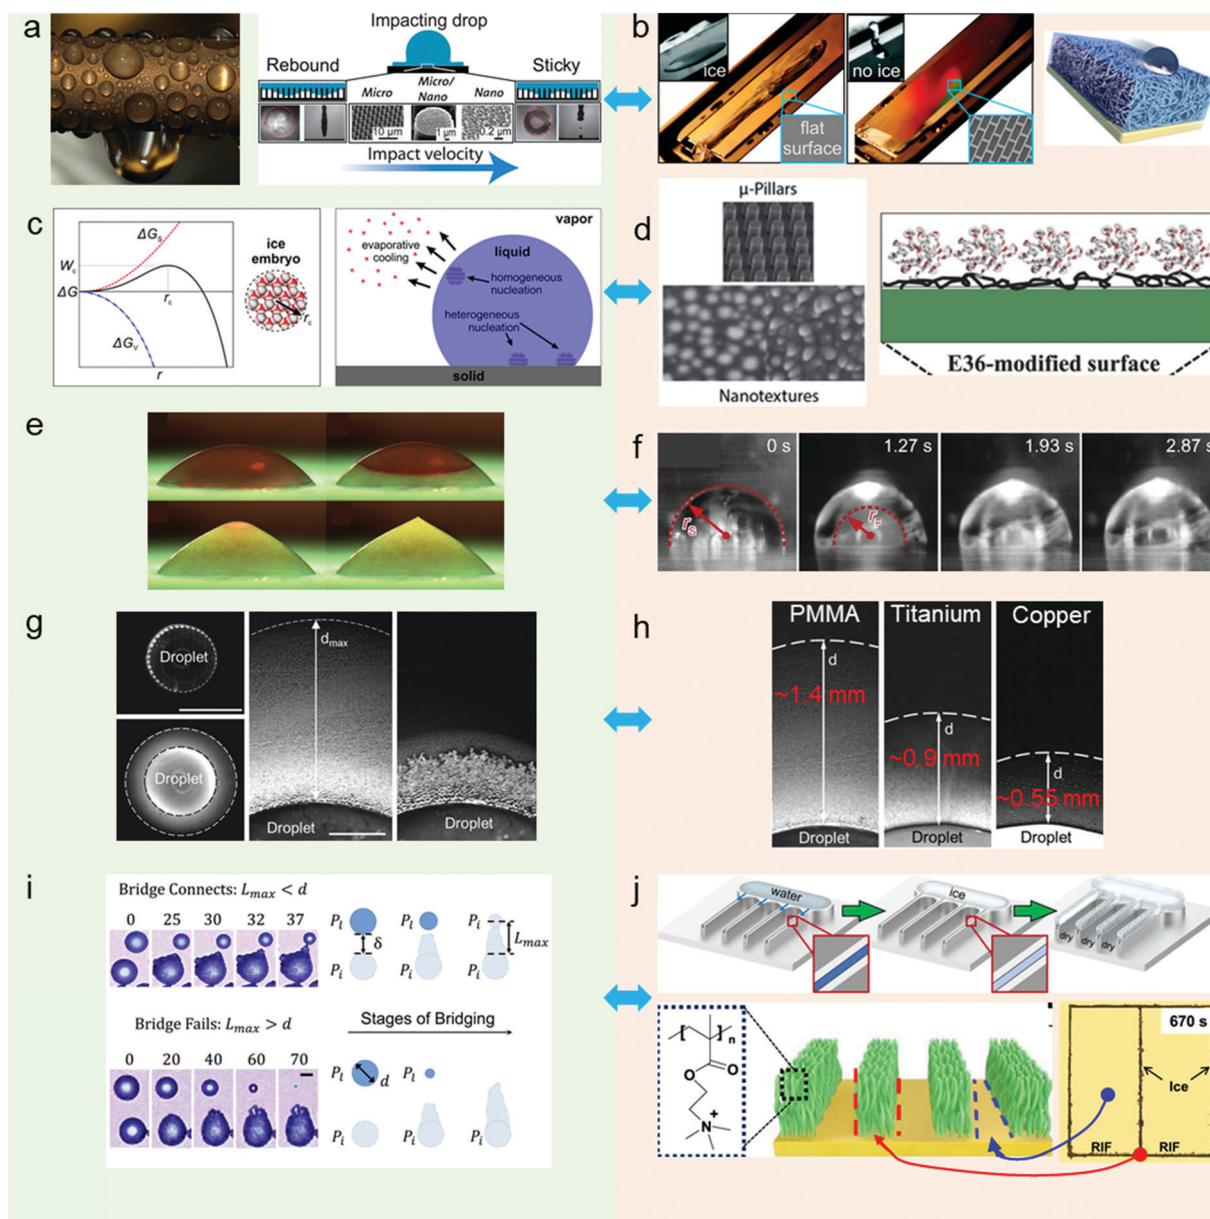 a
Impacting drop
Rebound
Micro
Micro/
Nano
Nano
Sticky
10 μm
1 μm
0.2 μm
Impact velocity
b
ice
flat
surface
no ice
c
ΔG_S
W_c
ΔG
r_c
ΔG_V
r
ice
embryo
r_c
vapor
evaporative
cooling
liquid
homogeneous
nucleation
heterogeneous
nucleation
solid
d
μ-Pillars
Nanotextures
E36-modified surface
e
f
0 s
r_S
1.27 s
r_F
1.93 s
2.87 s
g
Droplet
Droplet
d_max
Droplet
Droplet
h
PMMA
d
~1.4 mm
Droplet
Titanium
d
~0.9 mm
Droplet
Copper
d
~0.55 mm
Droplet
i
Bridge Connects: L_max < d
0 25 30 32 37
P_l δ P_i
P_l P_i
P_i L_max P_i
Bridge Fails: L_max > d
Stages of Bridging
0 20 40 60 70
P_l d P_i
P_l P_i
P_i
j
water
ice
dry dry dry dry
n
O
O
N
+
670 s
Ice
RIF RIF